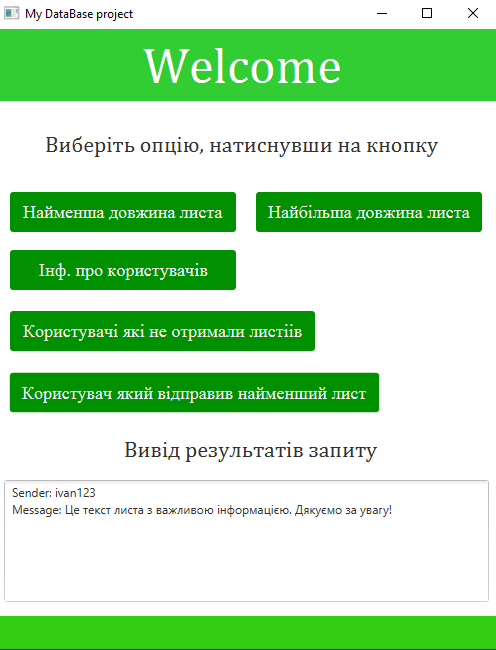 My DataBase project
Welcome
Виберіть опцію, натиснувши на кнопку
Найменша довжина листа
Найбільша довжина листа
Інф. про користувачів
Користувачі які не отримали листіів
Користувач який відправив найменший лист
Вивід результатів запиту
Sender: ivan123
Message: Це текст листа з важливою інформацією. Дякуємо за увагу!